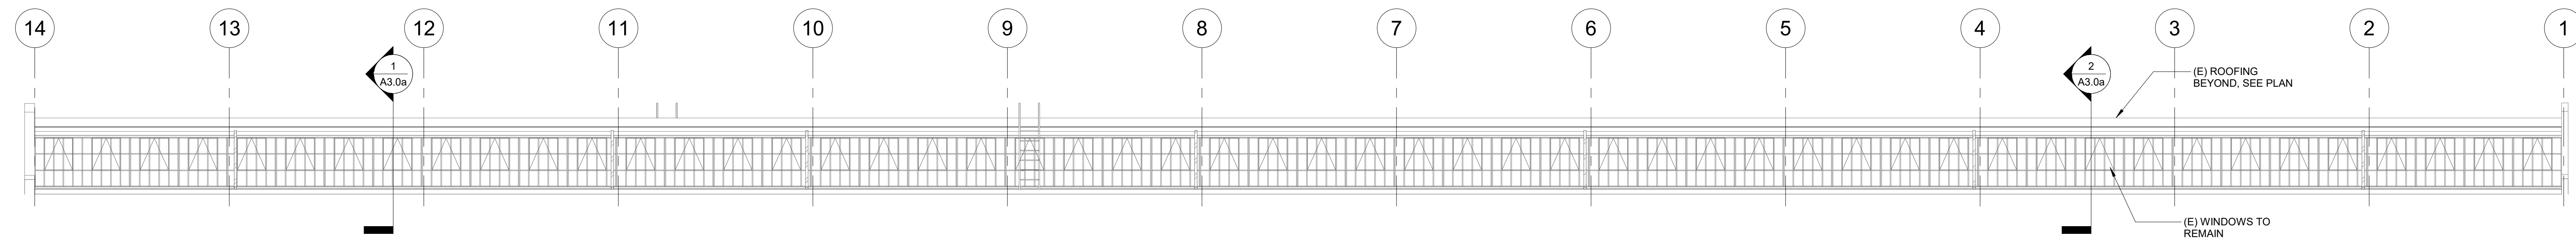 14
13
12
11
10
9
8
7
6
5
4
3
2
1
1
A3.0a
2
A3.0a
(E) ROOFING
BEYOND, SEE PLAN
(E) WINDOWS TO
REMAIN